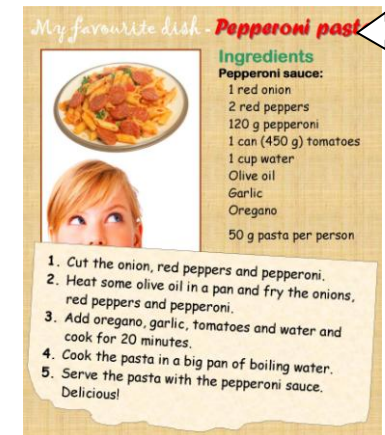 My favourite dish - Pepperoni past
Ingredients
Pepperoni sauce:
1 red onion
2 red peppers
120 g pepperoni
1 can (450 g) tomatoes
1 cup water
Olive oil
Garlic
Oregano
50 g pasta per person
1. Cut the onion, red peppers and pepperoni.
2. Heat some olive oil in a pan and fry the onions,
red peppers and pepperoni.
3. Add oregano, garlic, tomatoes and water and
cook for 20 minutes.
4. Cook the pasta in a big pan of boiling water.
5. Serve the pasta with the pepperoni sauce.
Delicious!